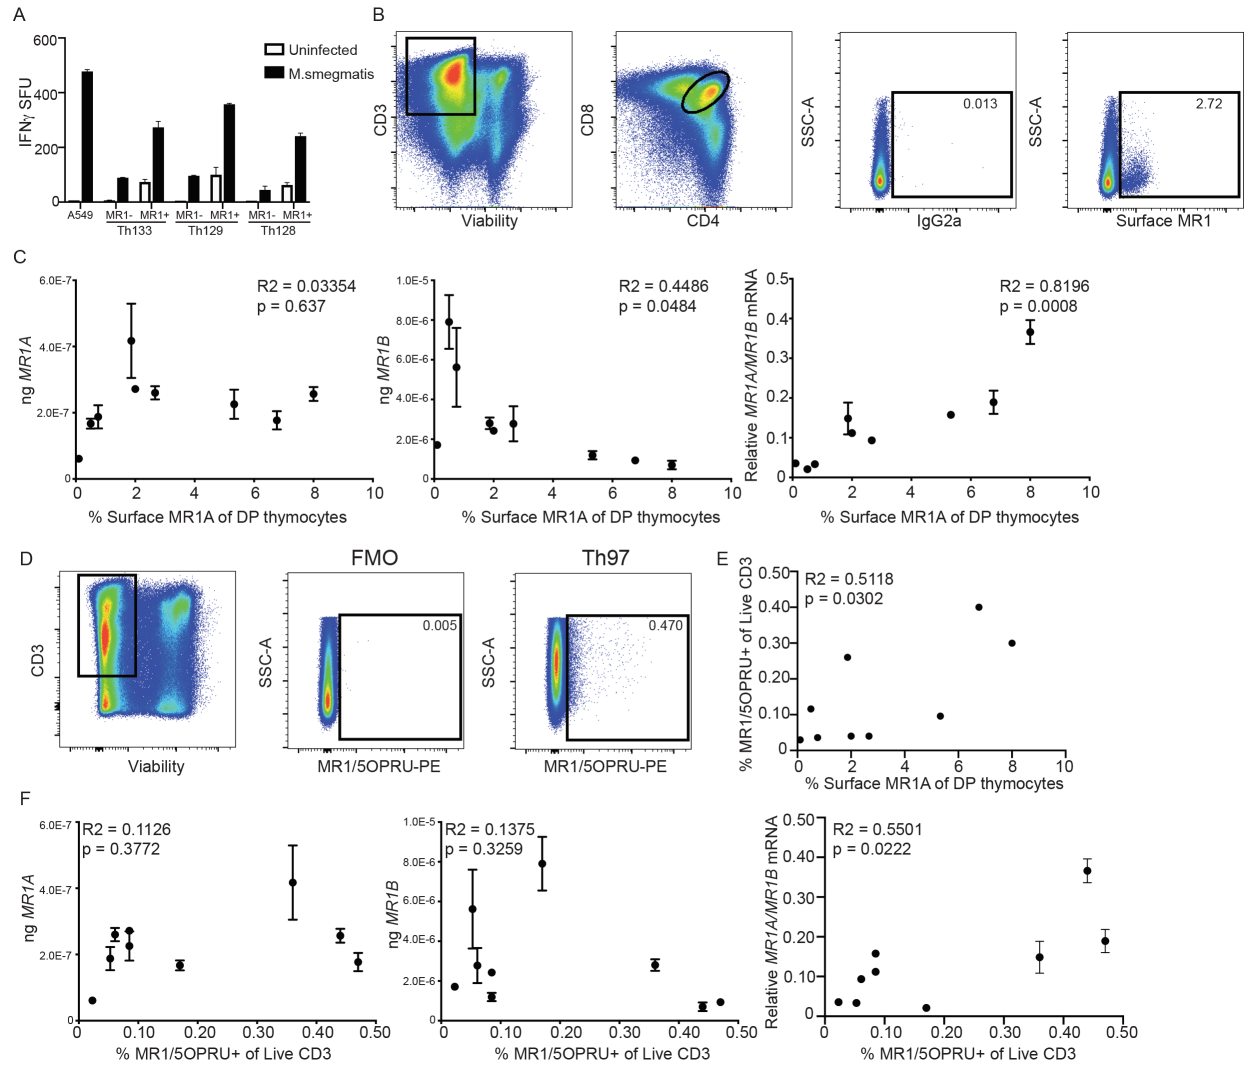 A
600
400
200
0
IFNγ SFU
Uninfected
M.smegmatis
A549
MR1- MR1+ MR1- MR1+ MR1- MR1+
Th133 Th129 Th128
B
CD3
Viability
CD8
CD4
SSC-A
0.013
IgG2a
SSC-A
2.72
Surface MR1
C
6.0E-7
4.0E-7
2.0E-7
0
ng MR1A
R2 = 0.03354
p = 0.637
0 2 4 6 8 10
% Surface MR1A of DP thymocytes
1.0E-5
8.0E-6
6.0E-6
4.0E-6
2.0E-6
0
ng MR1B
R2 = 0.4486
p = 0.0484
0 2 4 6 8 10
% Surface MR1A of DP thymocytes
0.5
0.4
0.3
0.2
0.1
0
Relative MR1A/MR1B mRNA
R2 = 0.8196
p = 0.0008
0 2 4 6 8 10
% Surface MR1A of DP thymocytes
D
CD3
Viability
FMO
SSC-A
0.005
MR1/5OPRU-PE
Th97
SSC-A
0.470
MR1/5OPRU-PE
E
0.50
0.40
0.30
0.20
0.10
0
% MR1/5OPRU+ of Live CD3
R2 = 0.5118
p = 0.0302
0 2 4 6 8 10
% Surface MR1A of DP thymocytes
F
6.0E-7
4.0E-7
2.0E-7
0
ng MR1A
R2 = 0.1126
p = 0.3772
0 0.10 0.20 0.30 0.40 0.50
% MR1/5OPRU+ of Live CD3
1.0E-5
8.0E-6
6.0E-6
4.0E-6
2.0E-6
0
ng MR1B
R2 = 0.1375
p = 0.3259
0 0.10 0.20 0.30 0.40 0.50
% MR1/5OPRU+ of Live CD3
0.50
0.40
0.30
0.20
0.10
0
Relative MR1A/MR1B mRNA
R2 = 0.5501
p = 0.0222
0 0.10 0.20 0.30 0.40 0.50
% MR1/5OPRU+ of Live CD3